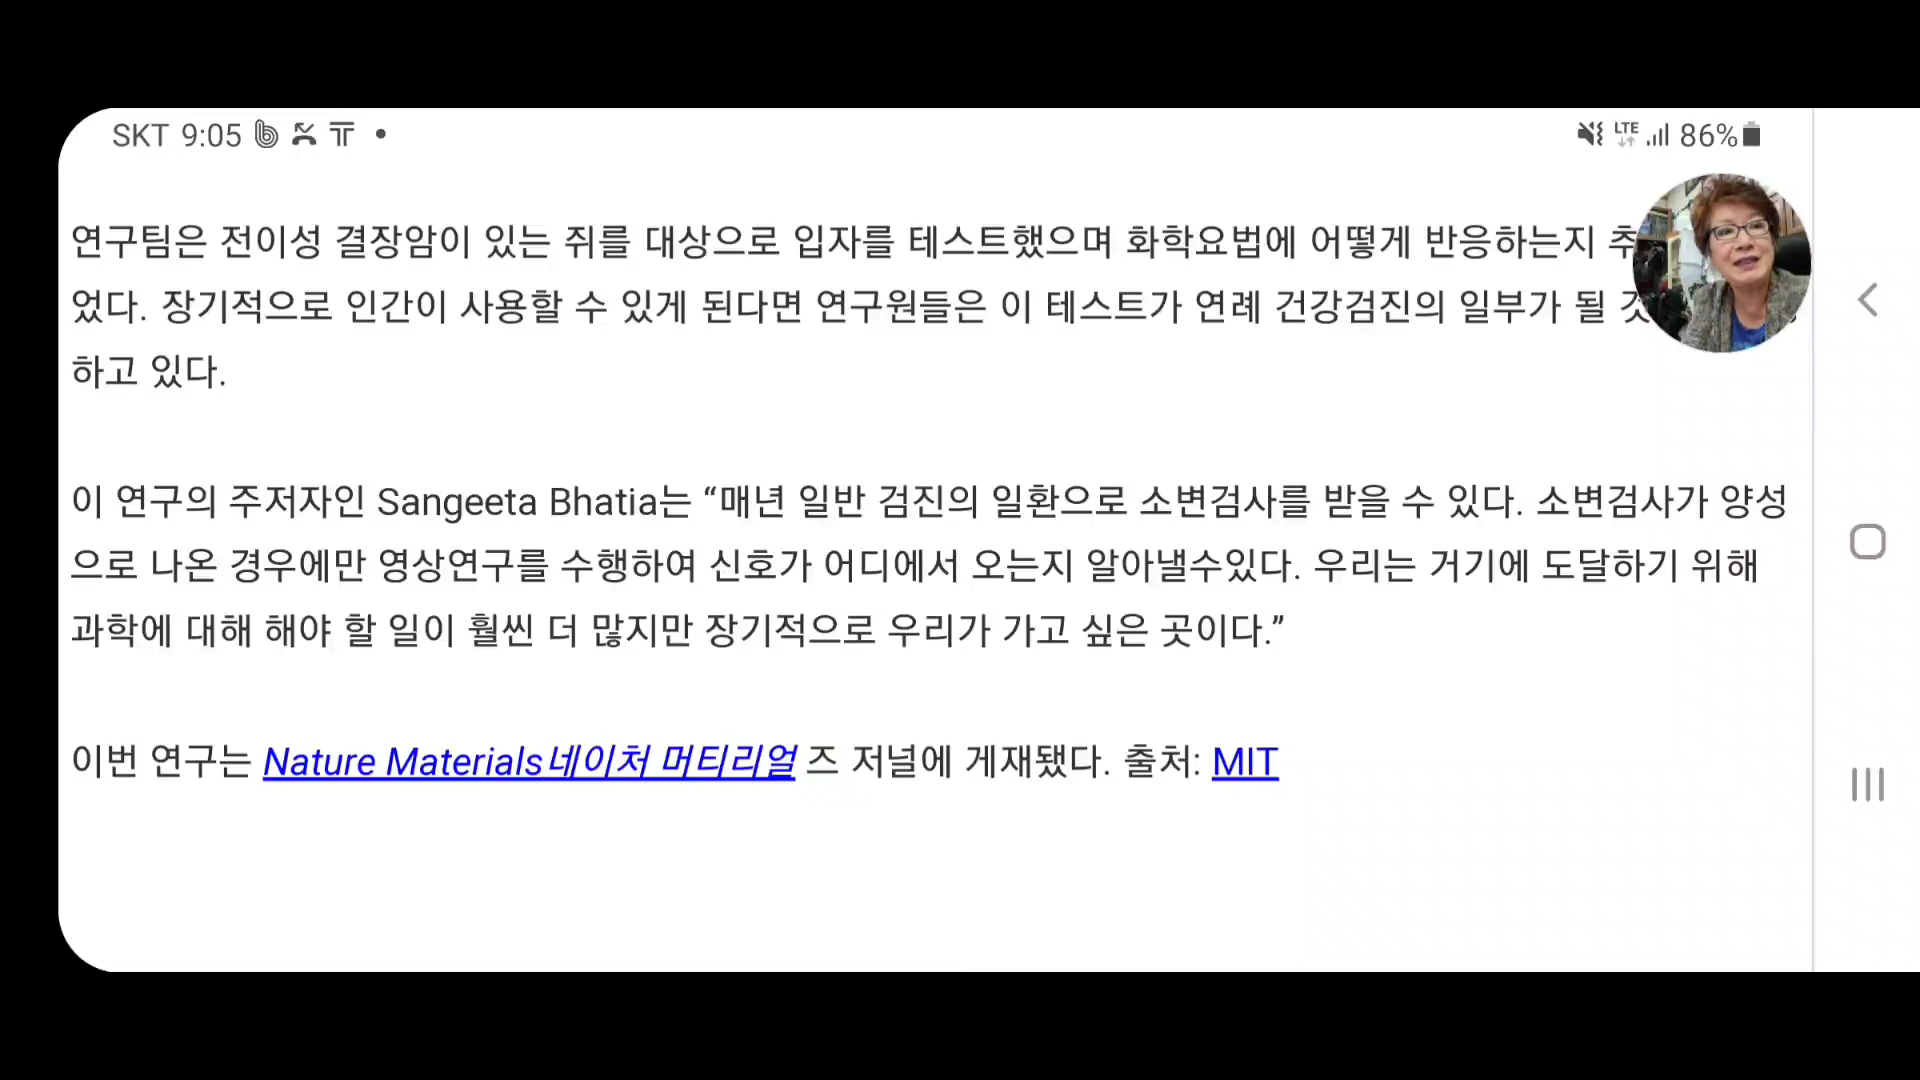 SKT 9:05
LTE 86%
연구팀은 전이성 결장암이 있는 쥐를 대상으로 입자를 테스트했으며 화학요법에 어떻게 반응하는지
었다. 장기적으로 인간이 사용할 수 있게 된다면 연구원들은 이 테스트가 연례 건강검진의 일부가 될
하고 있다.
이 연구의 주저자인 Sangeeta Bhatia는 “매년 일반 검진의 일환으로 소변검사를 받을 수 있다. 소변검사가 양성
으로 나온 경우에만 영상연구를 수행하여 신호가 어디에서 오는지 알아낼수있다. 우리는 거기에 도달하기 위해
과학에 대해 해야 할 일이 훨씬 더 많지만 장기적으로 우리가 가고 싶은 곳이다.”
이번 연구는 Nature Materials네이처 머티리얼 즈 저널에 게재됐다. 출처: MIT